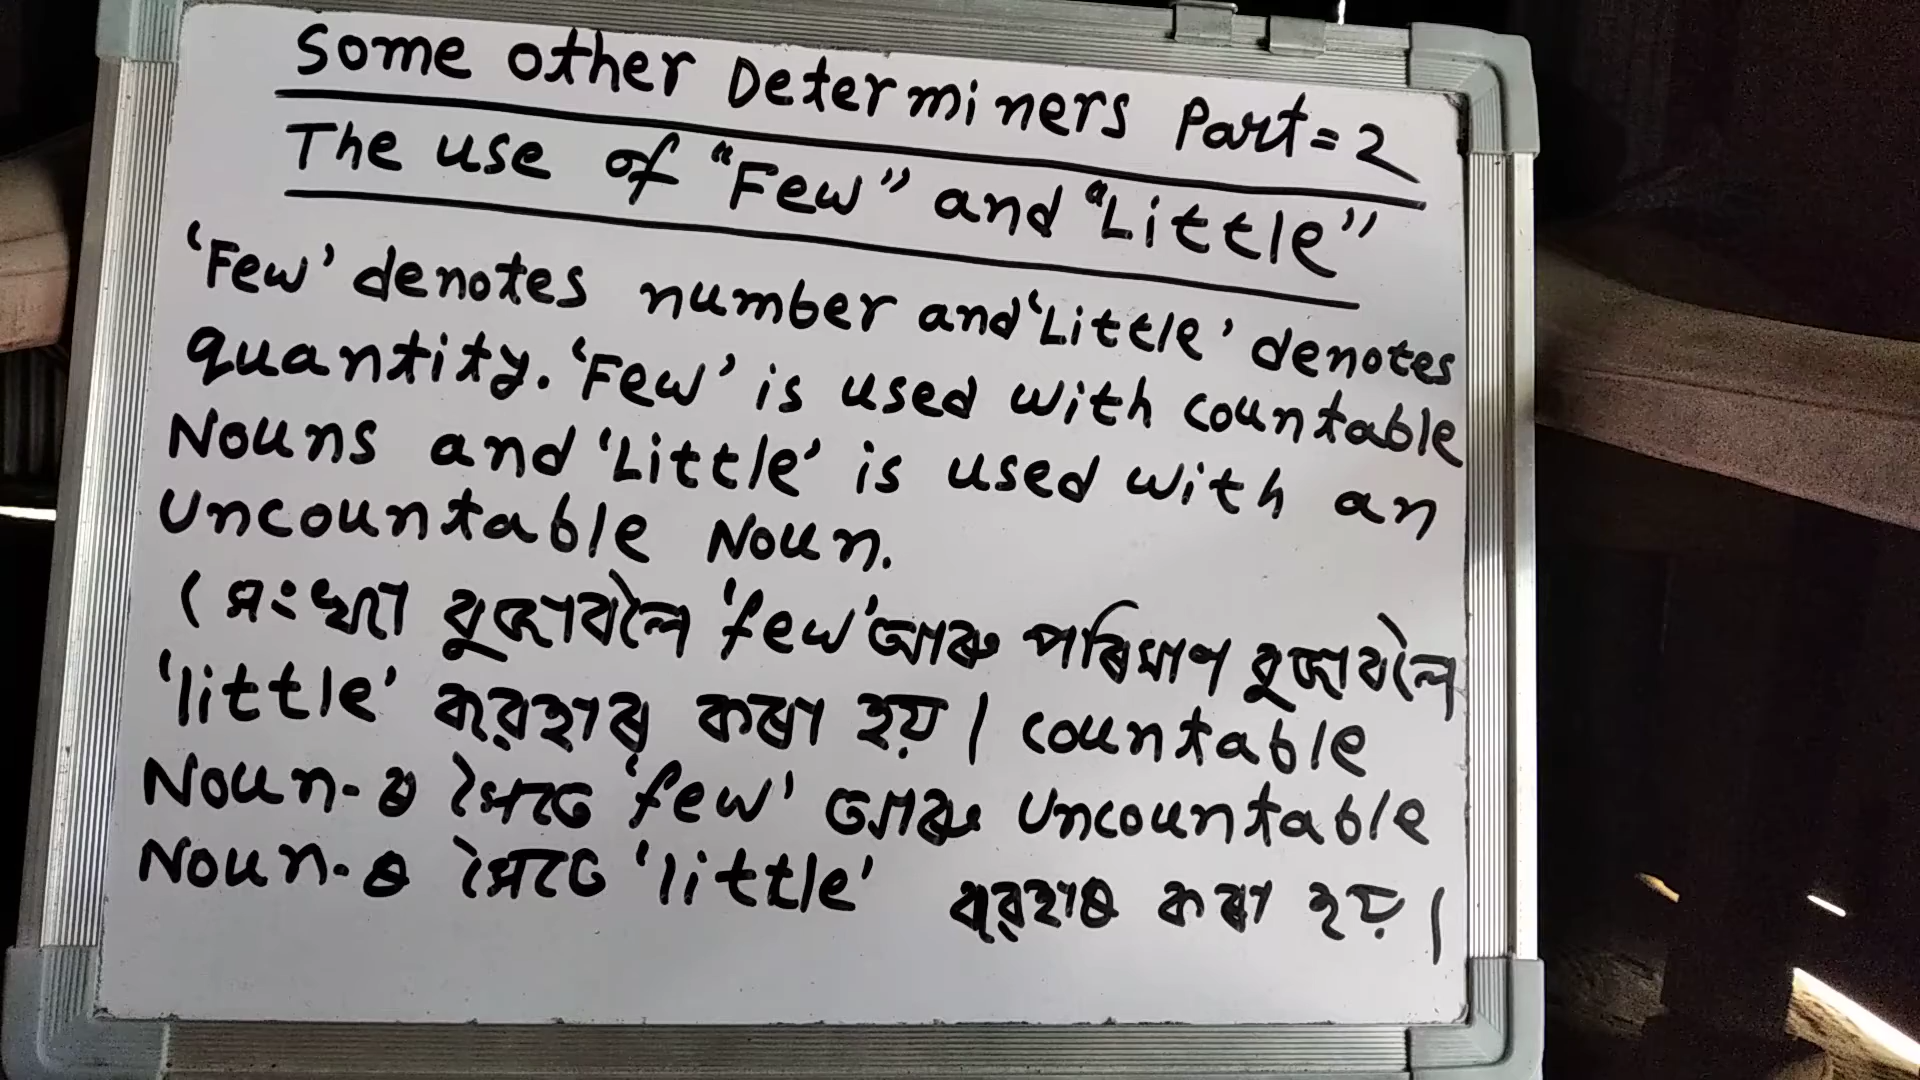 Some other Determiners Part=2
The use of "Few" and "Little"
'Few' denotes number and 'Little' denotes
quantity. 'Few' is used with countable
Nouns and 'Little' is used with an
Uncountable Noun.
(সংখ্যা বুজাবলৈ 'few' আৰু পৰিমাণ বুজাবলৈ
'little' ব্যৱহাৰ কৰা হয়। countable
Noun-ৰ সৈতে 'few' আৰু Uncountable
Noun-ৰ সৈতে 'little' ব্যৱহাৰ কৰা হয়।